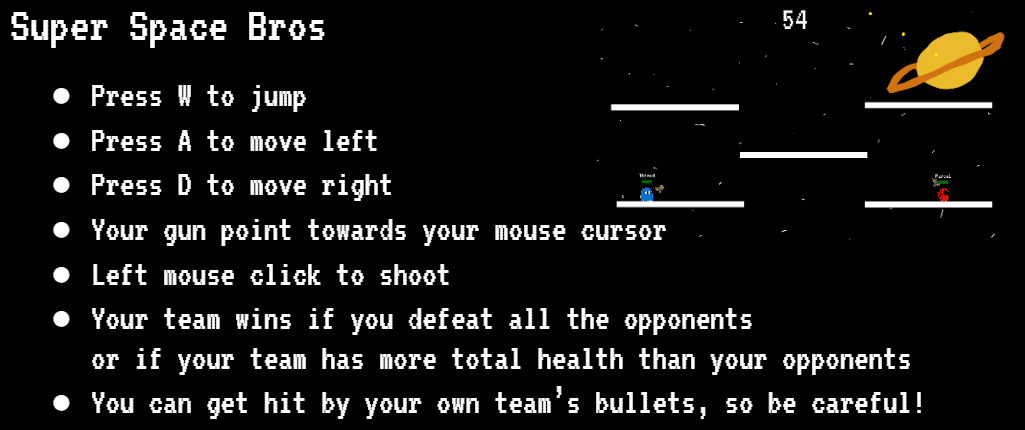 Super Space Bros
54
● Press W to jump
● Press A to move left
● Press D to move right
● Your gun point towards your mouse cursor
● Left mouse click to shoot
● Your team wins if you defeat all the opponents
or if your team has more total health than your opponents
● You can get hit by your own team's bullets, so be careful!